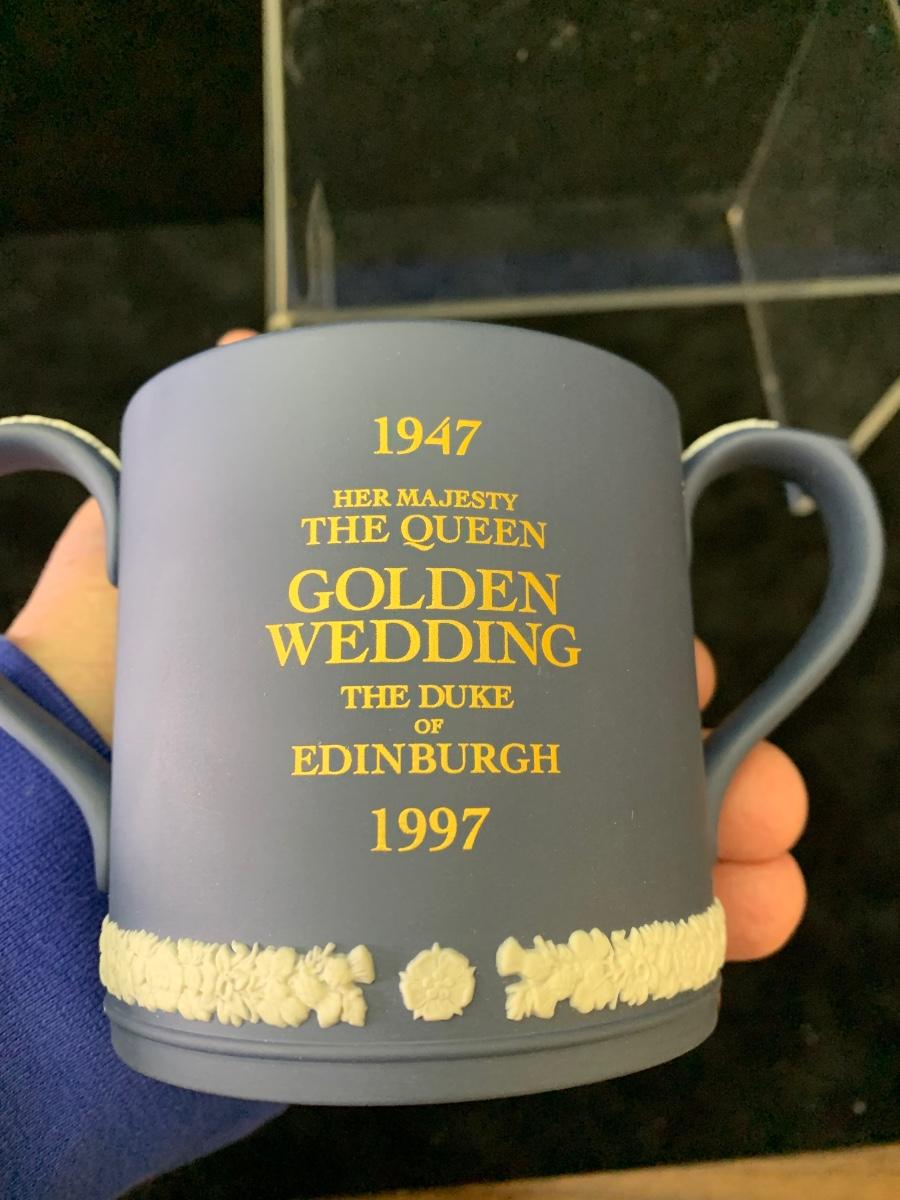 1947
HER MAJESTY
THE QUEEN
GOLDEN
WEDDING
THE DUKE
OF
EDINBURGH
1997